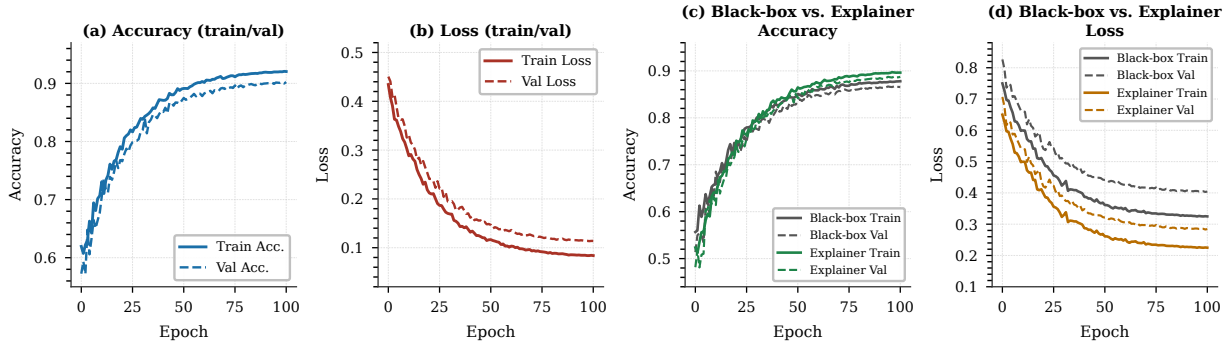 (a) Accuracy (train/val)
0.9
0.8
0.7
0.6
Accuracy
0
25
50
75
100
Epoch
Train Acc.
Val Acc.
(b) Loss (train/val)
0.5
0.4
0.3
0.2
0.1
Loss
0
25
50
75
100
Epoch
Train Loss
Val Loss
(c) Black-box vs. Explainer
Accuracy
0.9
0.8
0.7
0.6
0.5
Accuracy
0
25
50
75
100
Epoch
Black-box Train
Black-box Val
Explainer Train
Explainer Val
(d) Black-box vs. Explainer
Loss
0.8
0.7
0.6
0.5
0.4
0.3
0.2
0.1
Loss
0
25
50
75
100
Epoch
Black-box Train
Black-box Val
Explainer Train
Explainer Val